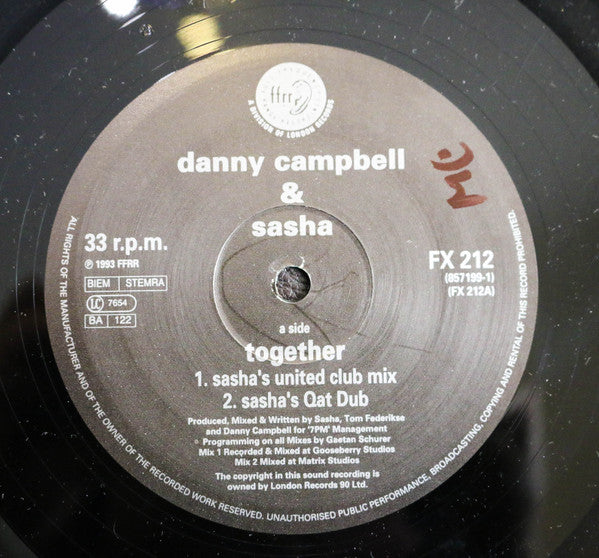 ffrr
A DIVISION OF LONDON RECORDS
danny campbell
&
sasha
MC.
33 r.p.m.
℗ 1993 FFRR
BIEM STEMRA
LC 7654
BA 122
FX 212
(857199-1)
(FX 212A)
a side
together
1. sasha's united club mix
2. sasha's Qat Dub
Produced, Mixed & Written by Sasha, Tom Federikse
and Danny Campbell for '7PM' Management
Programming on all Mixes by Gaetan Schurer
Mix 1 Recorded & Mixed at Gooseberry Studios
Mix 2 Mixed at Matrix Studios
The copyright in this sound recording is
owned by London Records 90 Ltd.
ALL RIGHTS OF THE MANUFACTURER AND OF THE OWNER OF THE RECORDED WORK RESERVED. UNAUTHORISED PUBLIC PERFORMANCE, BROADCASTING, COPYING AND RENTAL OF THIS RECORD PROHIBITED.